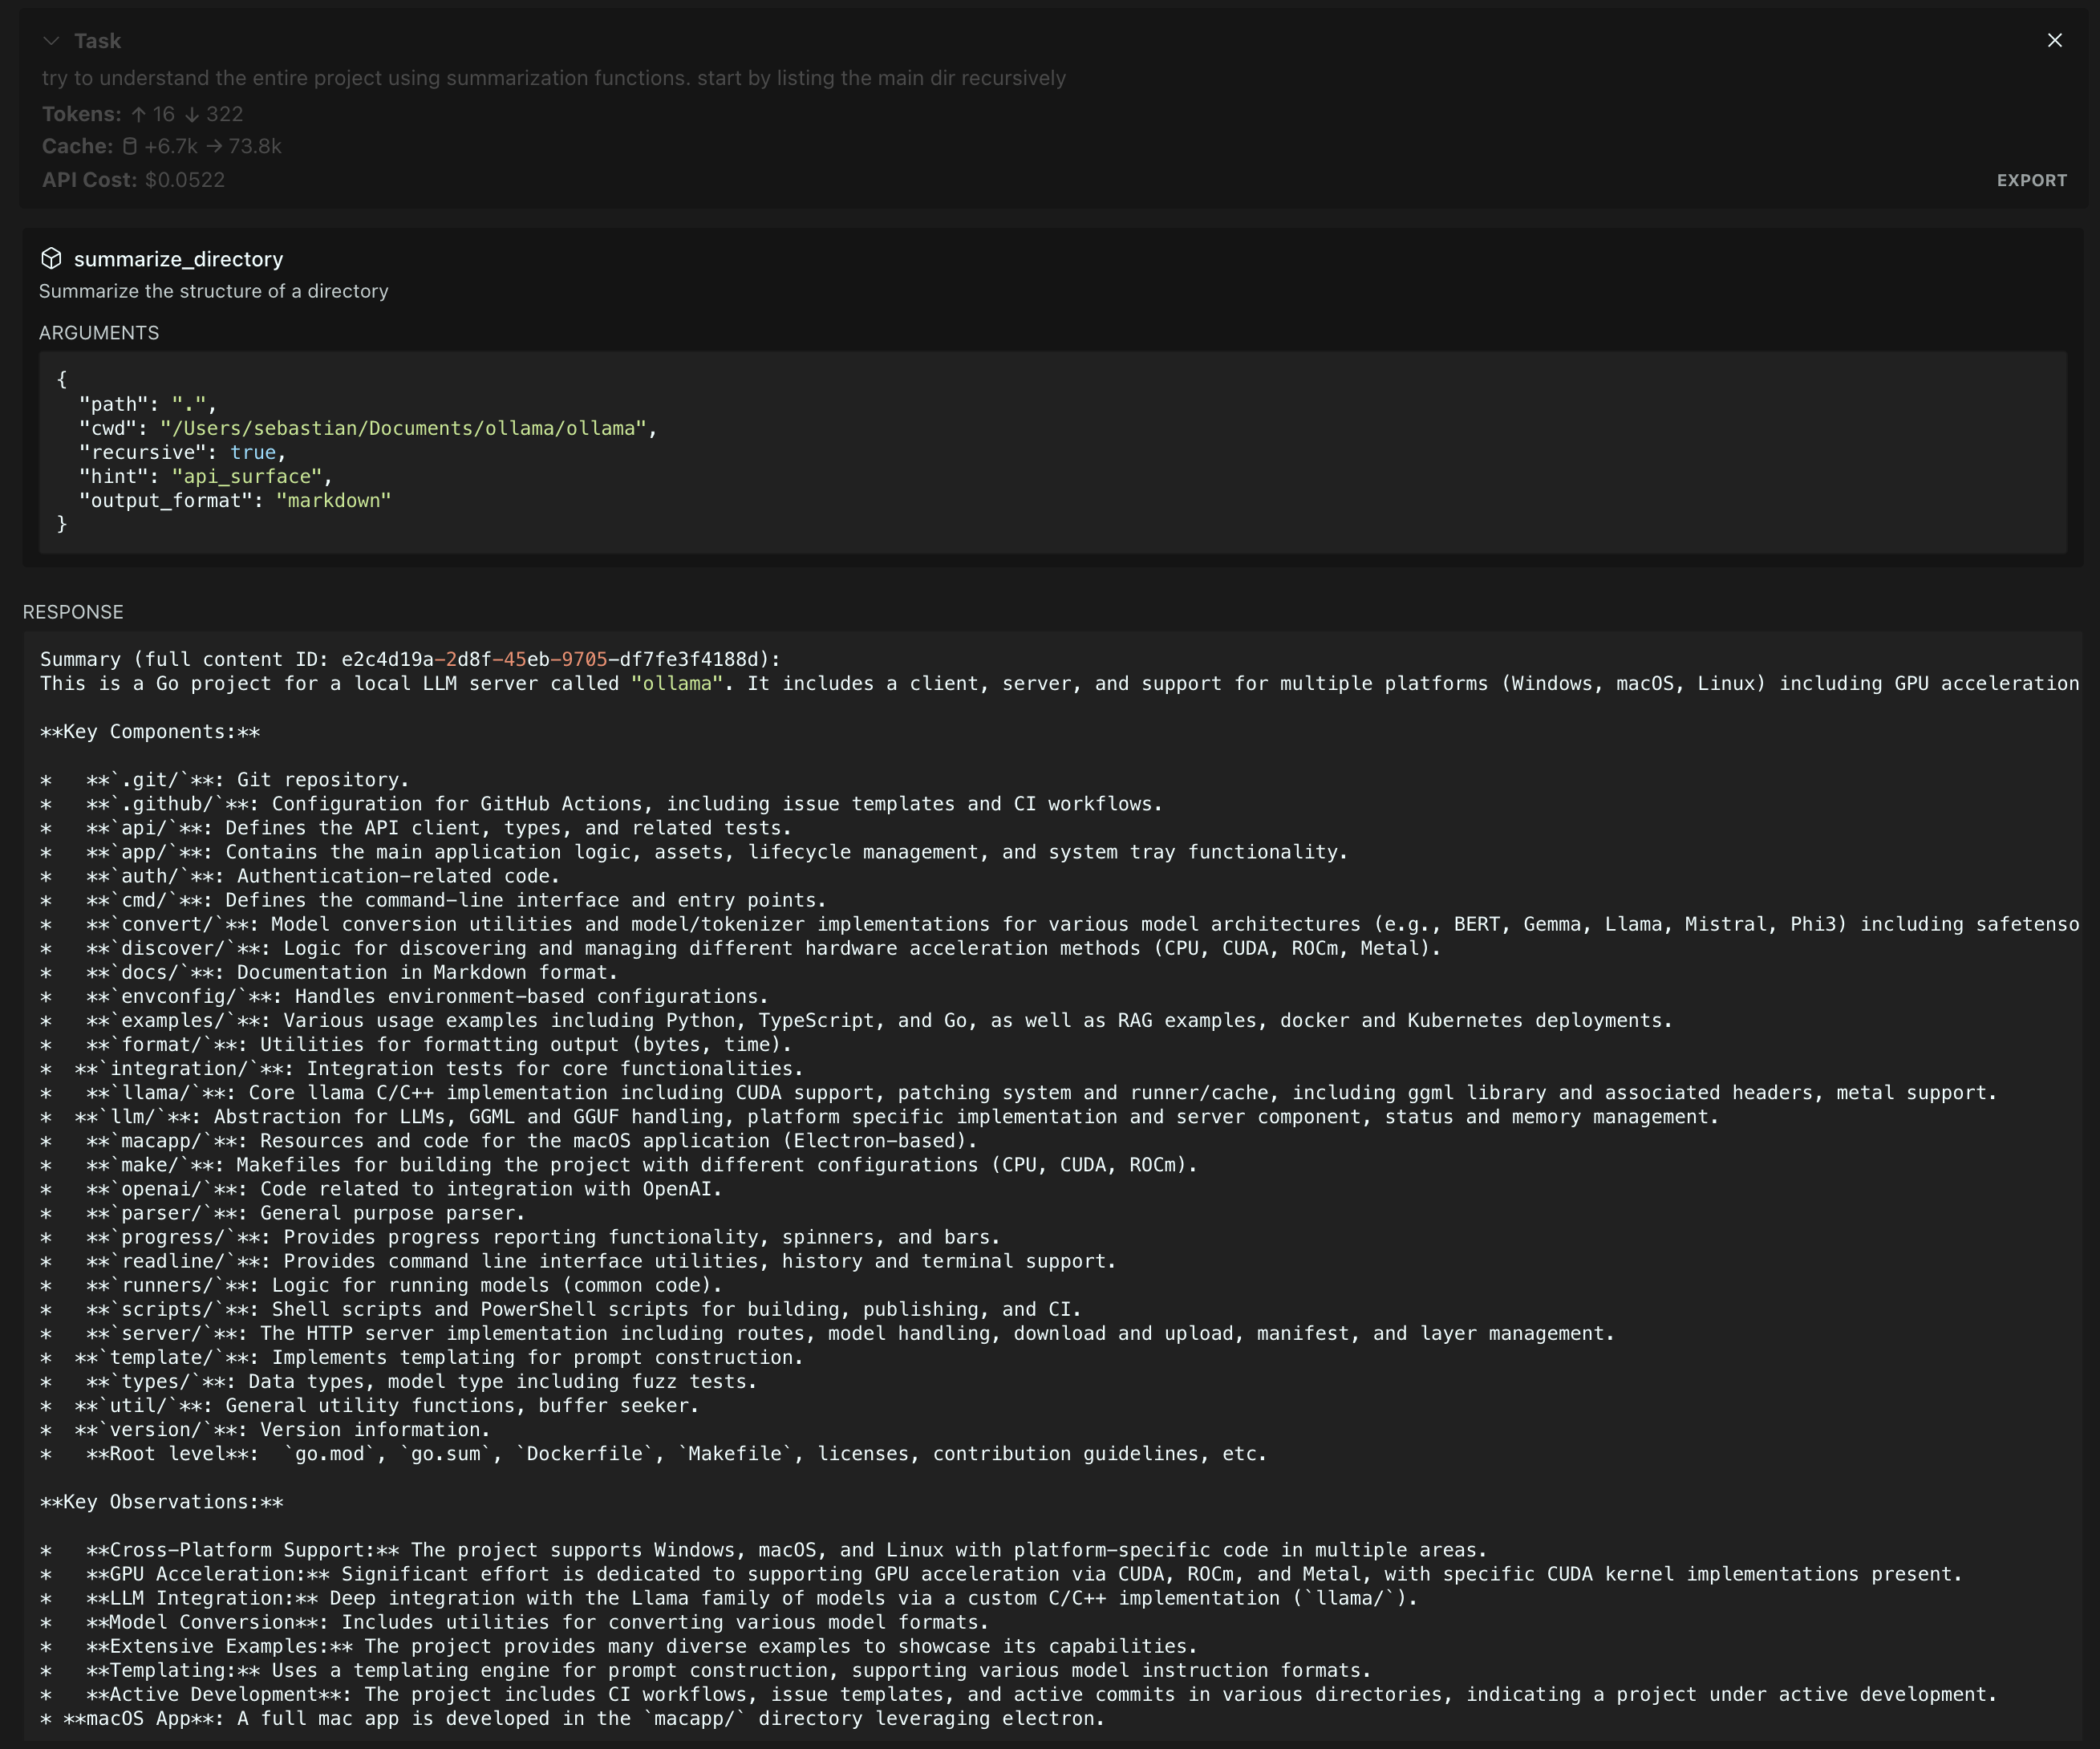 Task
try to understand the entire project using summarization functions. start by listing the main dir recursively
Tokens: ↑ 16 ↓ 322
Cache: +6.7k → 73.8k
API Cost: $0.0522
EXPORT
summarize_directory
Summarize the structure of a directory
ARGUMENTS
{
  "path": ".",
  "cwd": "/Users/sebastian/Documents/ollama/ollama",
  "recursive": true,
  "hint": "api_surface",
  "output_format": "markdown"
}
RESPONSE
Summary (full content ID: e2c4d19a-2d8f-45eb-9705-df7fe3f4188d):
This is a Go project for a local LLM server called "ollama". It includes a client, server, and support for multiple platforms (Windows, macOS, Linux) including GPU acceleration
**Key Components:**
*   **`.git/`**: Git repository.
*   **`.github/`**: Configuration for GitHub Actions, including issue templates and CI workflows.
*   **`api/`**: Defines the API client, types, and related tests.
*   **`app/`**: Contains the main application logic, assets, lifecycle management, and system tray functionality.
*   **`auth/`**: Authentication-related code.
*   **`cmd/`**: Defines the command-line interface and entry points.
*   **`convert/`**: Model conversion utilities and model/tokenizer implementations for various model architectures (e.g., BERT, Gemma, Llama, Mistral, Phi3) including safetenso
*   **`discover/`**: Logic for discovering and managing different hardware acceleration methods (CPU, CUDA, ROCm, Metal).
*   **`docs/`**: Documentation in Markdown format.
*   **`envconfig/`**: Handles environment-based configurations.
*   **`examples/`**: Various usage examples including Python, TypeScript, and Go, as well as RAG examples, docker and Kubernetes deployments.
*   **`format/`**: Utilities for formatting output (bytes, time).
*  **`integration/`**: Integration tests for core functionalities.
*   **`llama/`**: Core llama C/C++ implementation including CUDA support, patching system and runner/cache, including ggml library and associated headers, metal support.
*  **`llm/`**: Abstraction for LLMs, GGML and GGUF handling, platform specific implementation and server component, status and memory management.
*   **`macapp/`**: Resources and code for the macOS application (Electron-based).
*   **`make/`**: Makefiles for building the project with different configurations (CPU, CUDA, ROCm).
*   **`openai/`**: Code related to integration with OpenAI.
*   **`parser/`**: General purpose parser.
*   **`progress/`**: Provides progress reporting functionality, spinners, and bars.
*   **`readline/`**: Provides command line interface utilities, history and terminal support.
*   **`runners/`**: Logic for running models (common code).
*   **`scripts/`**: Shell scripts and PowerShell scripts for building, publishing, and CI.
*   **`server/`**: The HTTP server implementation including routes, model handling, download and upload, manifest, and layer management.
*  **`template/`**: Implements templating for prompt construction.
*   **`types/`**: Data types, model type including fuzz tests.
*  **`util/`**: General utility functions, buffer seeker.
*  **`version/`**: Version information.
*   **Root level**:  `go.mod`, `go.sum`, `Dockerfile`, `Makefile`, licenses, contribution guidelines, etc.
**Key Observations:**
*   **Cross-Platform Support:** The project supports Windows, macOS, and Linux with platform-specific code in multiple areas.
*   **GPU Acceleration:** Significant effort is dedicated to supporting GPU acceleration via CUDA, ROCm, and Metal, with specific CUDA kernel implementations present.
*   **LLM Integration:** Deep integration with the Llama family of models via a custom C/C++ implementation (`llama/`).
*   **Model Conversion**: Includes utilities for converting various model formats.
*   **Extensive Examples:** The project provides many diverse examples to showcase its capabilities.
*   **Templating:** Uses a templating engine for prompt construction, supporting various model instruction formats.
*   **Active Development**: The project includes CI workflows, issue templates, and active commits in various directories, indicating a project under active development.
* **macOS App**: A full mac app is developed in the `macapp/` directory leveraging electron.